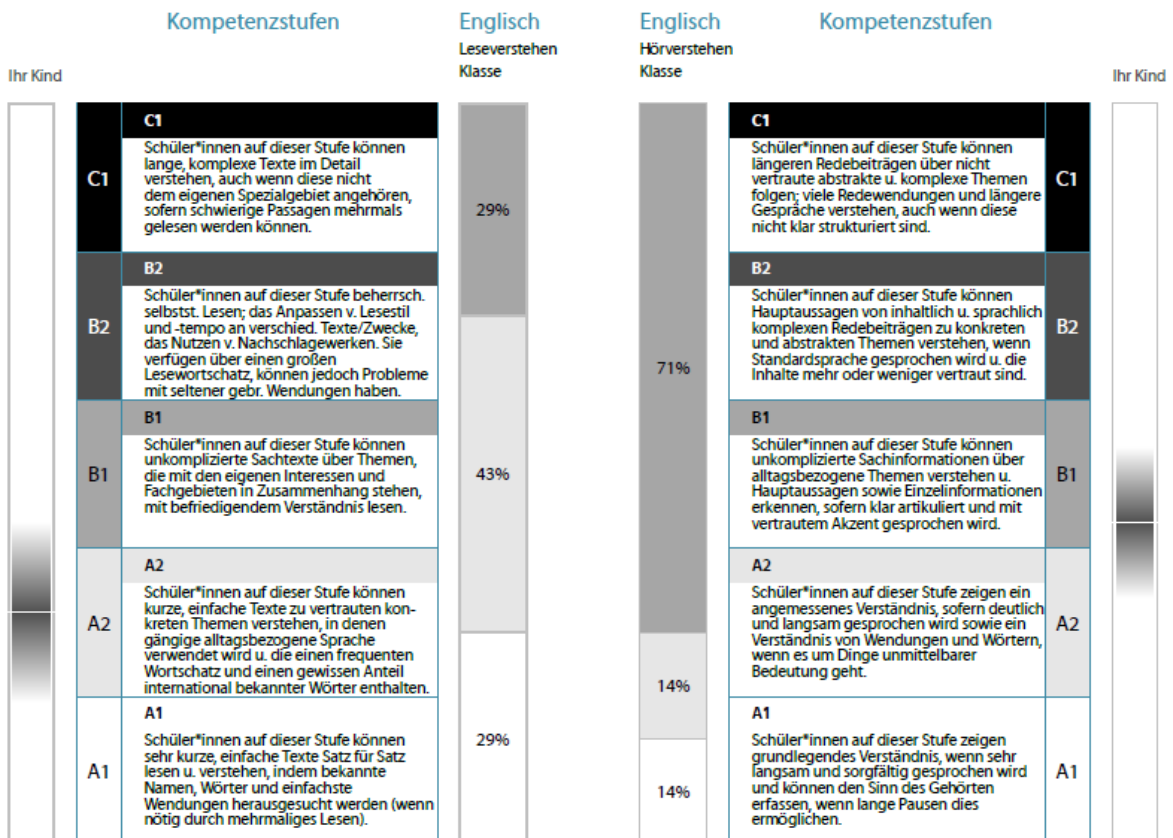 Kompetenzstufen
Englisch
Leseverstehen
Klasse
Ihr Kind
C1
C1
Schüler*innen auf dieser Stufe können
lange, komplexe Texte im Detail
verstehen, auch wenn diese nicht
dem eigenen Spezialgebiet angehören,
sofern schwierige Passagen mehrmals
gelesen werden können.
B2
B2
Schüler*innen auf dieser Stufe beherrsch.
selbstst. Lesen; das Anpassen v. Lesestil
und -tempo an verschied. Texte/Zwecke,
das Nutzen v. Nachschlagewerken. Sie
verfügen über einen großen
Lesewortschatz, können jedoch Probleme
mit seltener gebr. Wendungen haben.
B1
B1
Schüler*innen auf dieser Stufe können
unkomplizierte Sachtexte über Themen,
die mit den eigenen Interessen und
Fachgebieten in Zusammenhang stehen,
mit befriedigendem Verständnis lesen.
A2
A2
Schüler*innen auf dieser Stufe können
kurze, einfache Texte zu vertrauten kon-
kreten Themen verstehen, in denen
gängige alltagsbezogene Sprache
verwendet wird u. die einen frequenten
Wortschatz und einen gewissen Anteil
international bekannter Wörter enthalten.
A1
A1
Schüler*innen auf dieser Stufe können
sehr kurze, einfache Texte Satz für Satz
lesen u. verstehen, indem bekannte
Namen, Wörter und einfachste
Wendungen herausgesucht werden (wenn
nötig durch mehrmaliges Lesen).
29%
43%
29%
Englisch
Hörverstehen
Klasse
Kompetenzstufen
Ihr Kind
71%
14%
14%
C1
Schüler*innen auf dieser Stufe können
längeren Redebeiträgen über nicht
vertraute abstrakte u. komplexe Themen
folgen; viele Redewendungen und längere
Gespräche verstehen, auch wenn diese
nicht klar strukturiert sind.
C1
B2
Schüler*innen auf dieser Stufe können
Hauptaussagen von inhaltlich u. sprachlich
komplexen Redebeiträgen zu konkreten
und abstrakten Themen verstehen, wenn
Standardsprache gesprochen wird u. die
Inhalte mehr oder weniger vertraut sind.
B2
B1
Schüler*innen auf dieser Stufe können
unkomplizierte Sachinformationen über
alltagsbezogene Themen verstehen u.
Hauptaussagen sowie Einzelinformationen
erkennen, sofern klar artikuliert und mit
vertrautem Akzent gesprochen wird.
B1
A2
Schüler*innen auf dieser Stufe zeigen ein
angemessenes Verständnis, sofern deutlich
und langsam gesprochen wird sowie ein
Verständnis von Wendungen und Wörtern,
wenn es um Dinge unmittelbarer
Bedeutung geht.
A2
A1
Schüler*innen auf dieser Stufe zeigen
grundlegendes Verständnis, wenn sehr
langsam und sorgfältig gesprochen wird
und können den Sinn des Gehörten
erfassen, wenn lange Pausen dies
ermöglichen.
A1